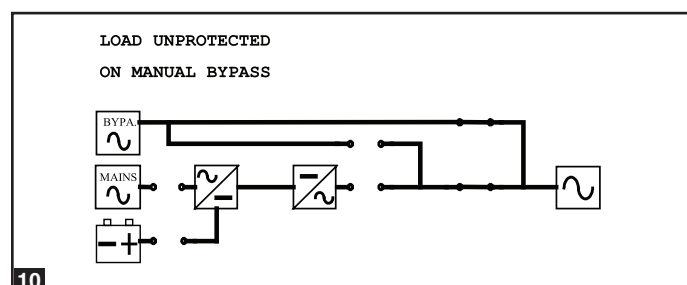 LOAD UNPROTECTED
ON MANUAL BYPASS
BYPA.
MAINS
10